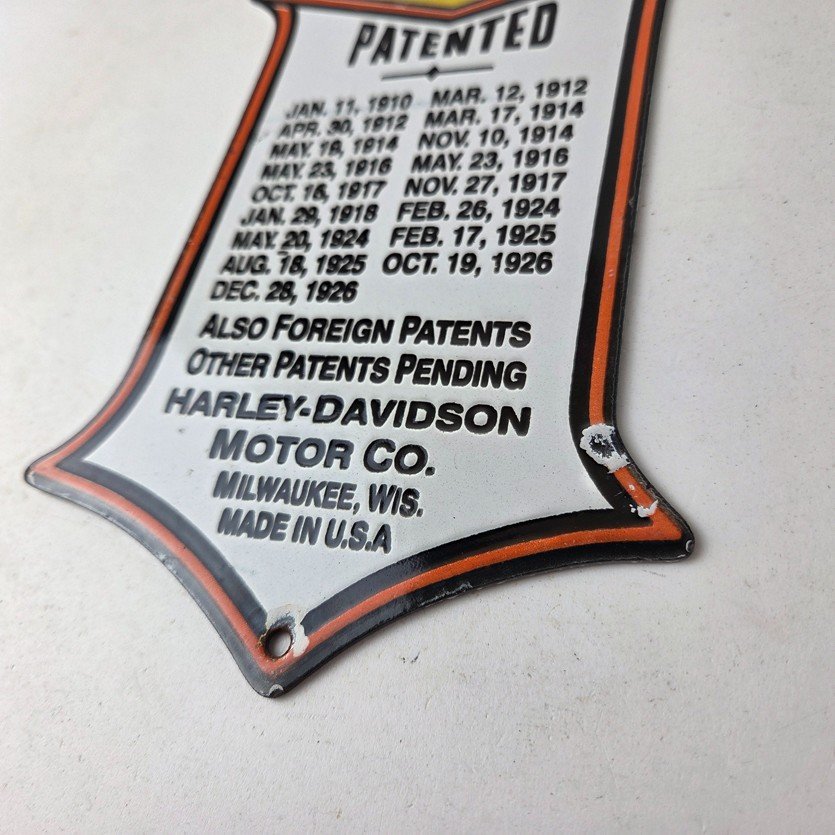 PATENTED
JAN. 11, 1910 MAR. 12, 1912
APR. 30, 1912 MAR. 17, 1914
MAY. 19, 1914 NOV. 10, 1914
MAY. 23, 1916 MAY. 23, 1916
OCT. 16, 1917 NOV. 27, 1917
JAN. 29, 1918 FEB. 26, 1924
MAY. 20, 1924 FEB. 17, 1925
AUG. 18, 1925 OCT. 19, 1926
DEC. 28, 1926
ALSO FOREIGN PATENTS
OTHER PATENTS PENDING
HARLEY-DAVIDSON
MOTOR CO.
MILWAUKEE, WIS.
MADE IN U.S.A